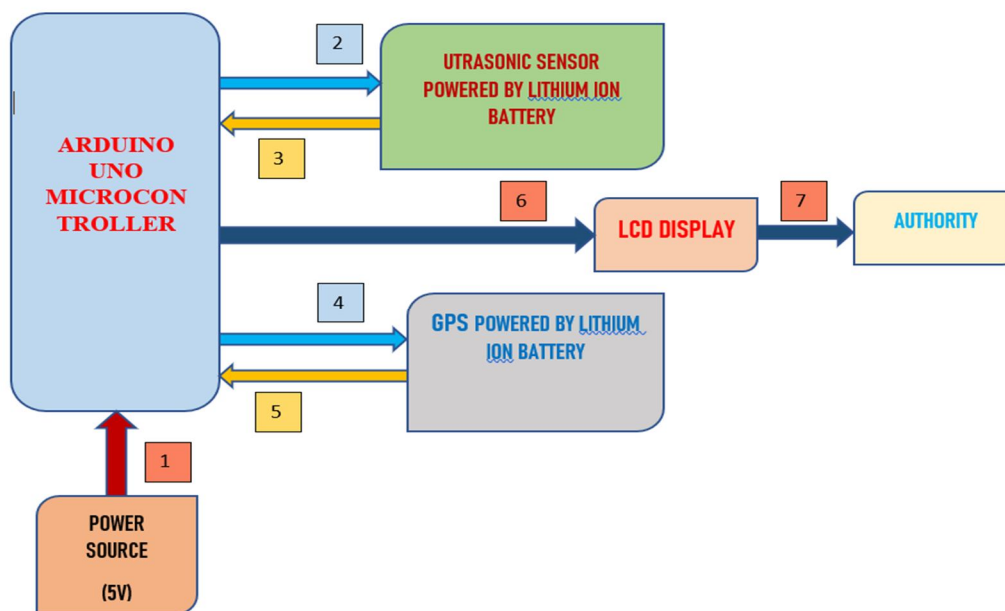 2
UTRASONIC SENSOR
POWERED BY LITHIUM ION
BATTERY
ARDUINO
UNO
MICROCON
TROLLER
3
6
LCD DISPLAY
7
AUTHORITY
4
GPS POWERED BY LITHIUM
ION BATTERY
5
1
POWER
SOURCE
(5V)